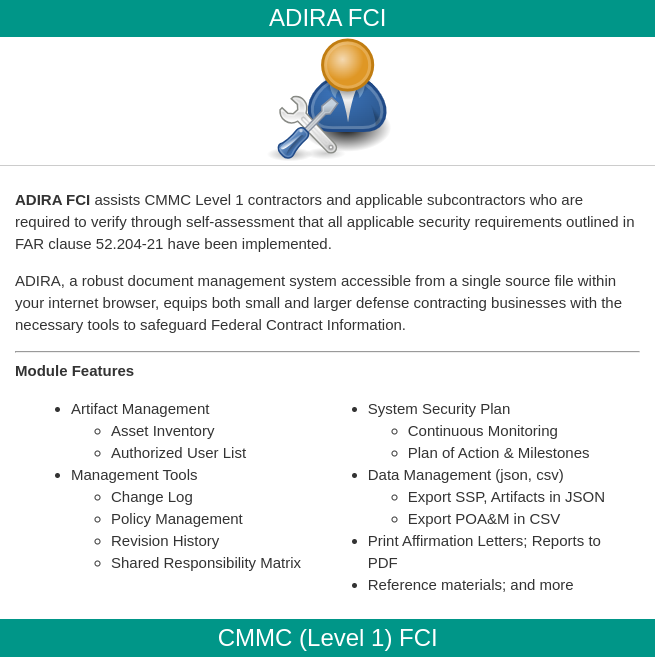 ADIRA FCI
ADIRA FCI assists CMMC Level 1 contractors and applicable subcontractors who are
required to verify through self-assessment that all applicable security requirements outlined in
FAR clause 52.204-21 have been implemented.
ADIRA, a robust document management system accessible from a single source file within
your internet browser, equips both small and larger defense contracting businesses with the
necessary tools to safeguard Federal Contract Information.
Module Features
Artifact Management
Asset Inventory
Authorized User List
Management Tools
Change Log
Policy Management
Revision History
Shared Responsibility Matrix
System Security Plan
Continuous Monitoring
Plan of Action & Milestones
Data Management (json, csv)
Export SSP, Artifacts in JSON
Export POA&M in CSV
Print Affirmation Letters; Reports to
PDF
Reference materials; and more
CMMC (Level 1) FCI